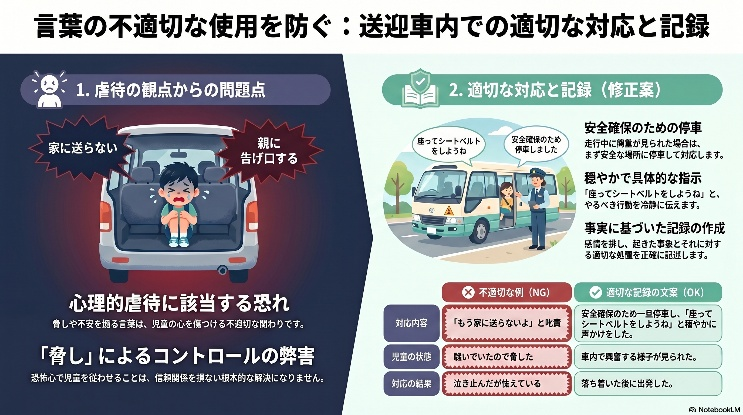 言葉の不適切な使用を防ぐ：送迎車内での適切な対応と記録
1. 虐待の観点からの問題点
家に送らない
親に
告げ口する
心理的虐待に該当する恐れ
脅しや不安を煽る言葉は、児童の心を傷つける不適切な関わりです。
「脅し」によるコントロールの弊害
恐怖心で児童を従わせることは、信頼関係を損ない根本的な解決になりません。
2. 適切な対応と記録（修正案）
座ってシートベルト
をしようね
安全確保のため
停車しました
安全確保のための停車
走行中に興奮が見られた場合は、
まず安全な場所に停車して対応します。
穏やかで具体的な指示
「座ってシートベルトをしようね」と、
やるべき行動を冷静に伝えます。
事実に基づいた記録の作成
感情を排し、起きた事象とそれに対す
る適切な処置を正確に記述します。
不適切な例（NG）
適切な記録の文案（OK）
対応内容
「もう家に送らないよ」と叱責
安全確保のため一旦停車し、「座って
シートベルトをしようね」と穏やかに
声かけをした。
児童の状態
騒いでいたので脅した
車内で興奮する様子が見られた。
対応の結果
泣き止んだが怯えている
落ち着いた後に出発した。
NotebookLM